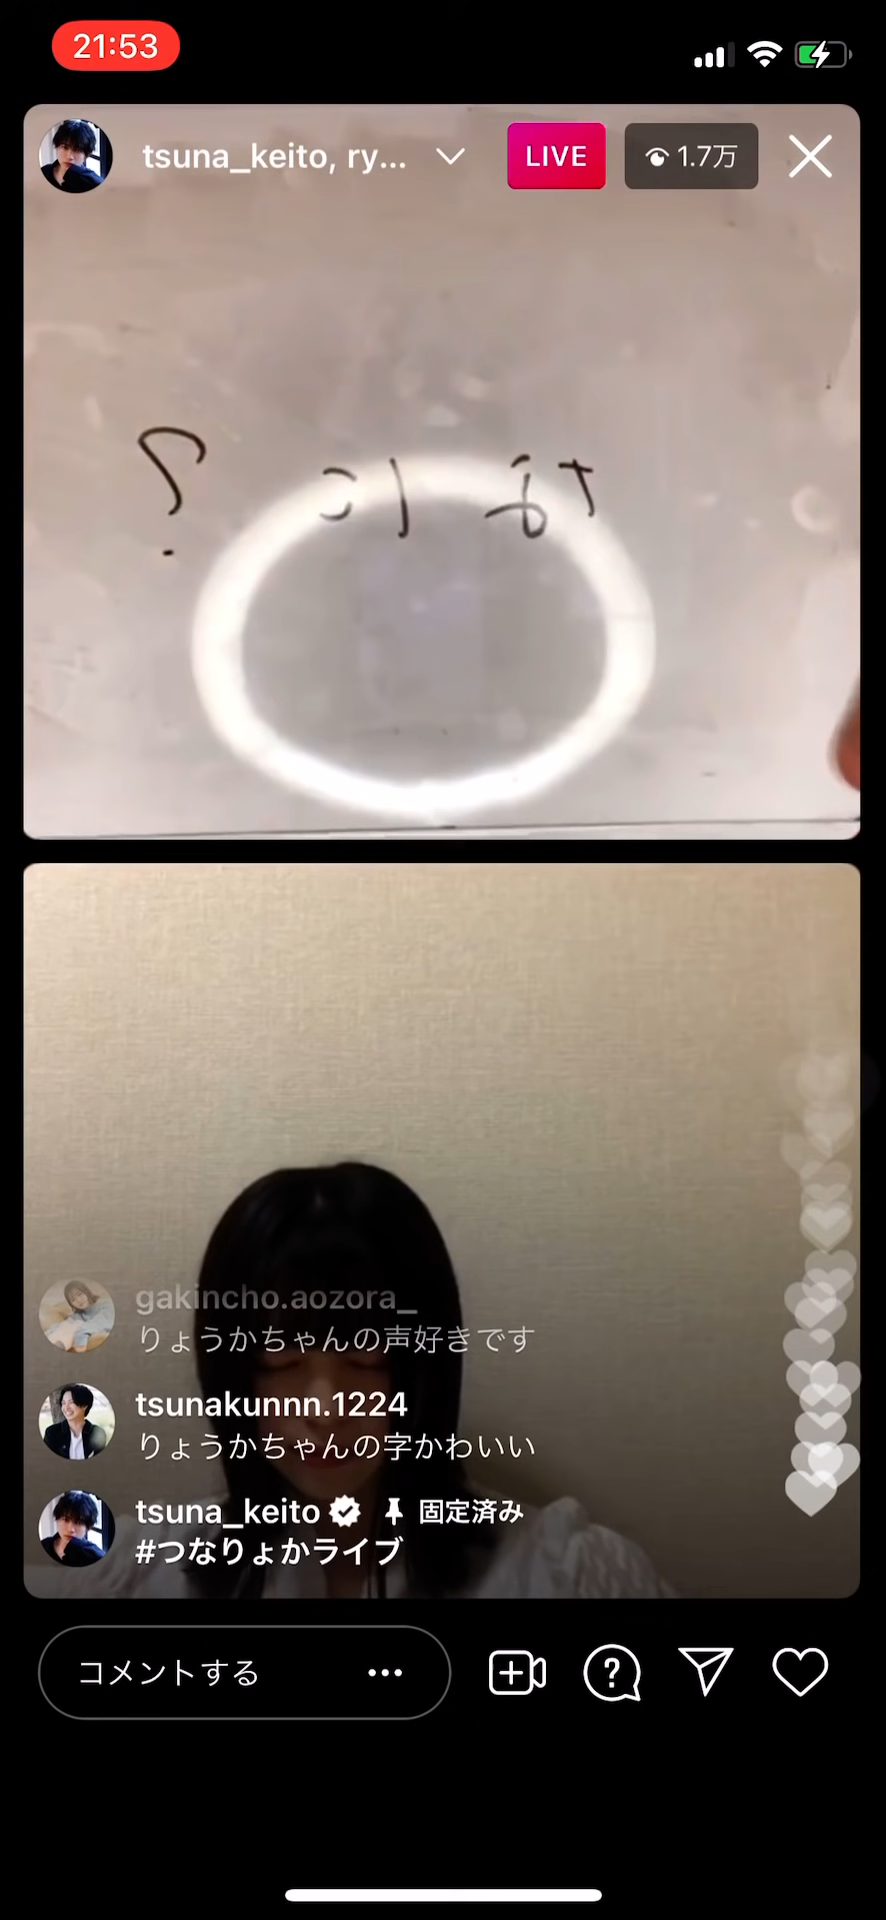 21:53
tsuna_keito, ry...
LIVE
1.7万
なに?
gakincho.aozora_
りょうかちゃんの声好きです
tsunakunnn.1224
りょうかちゃんの字かわいい
tsuna_keito 固定済み
#つなりょかライブ
コメントする